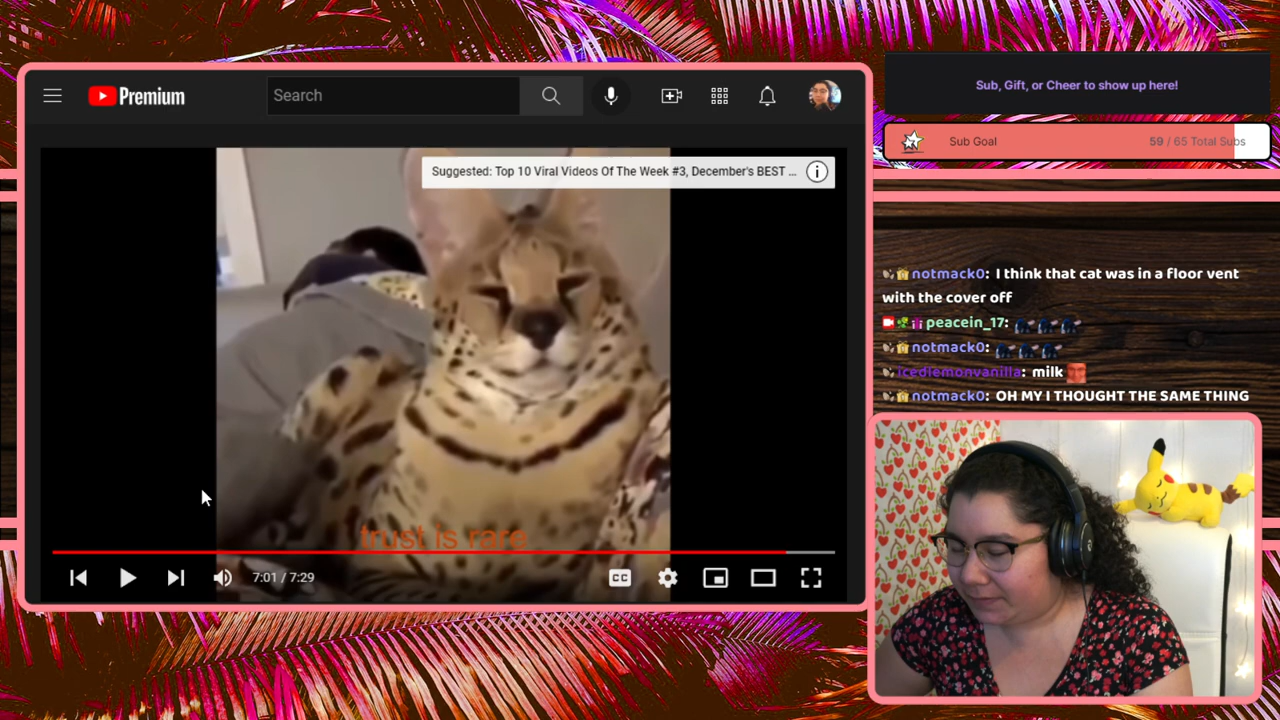 Premium
Search
Suggested: Top 10 Viral Videos Of The Week #3, December's BEST ...
trust is rare
7:01 / 7:29
CC
Sub, Gift, or Cheer to show up here!
Sub Goal
59 / 65 Total Subs
notmack0: I think that cat was in a floor vent
with the cover off
peacein_17:
notmack0:
icedlemonvanilla: milk
notmack0: OH MY I THOUGHT THE SAME THING